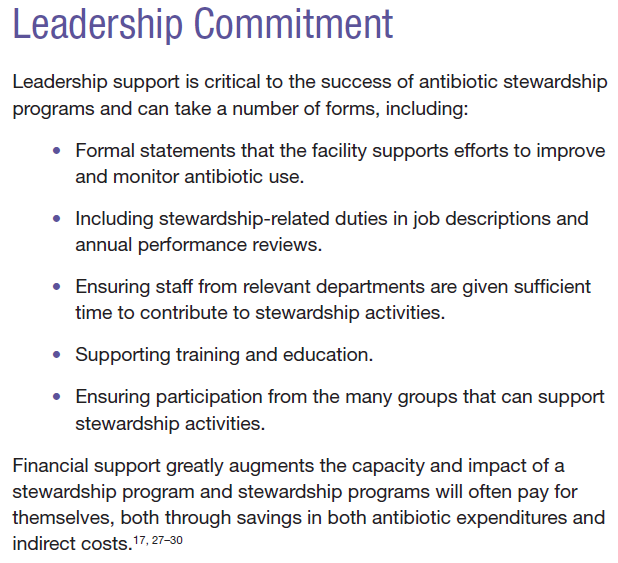 Leadership Commitment
Leadership support is critical to the success of antibiotic stewardship
programs and can take a number of forms, including:
• Formal statements that the facility supports efforts to improve
and monitor antibiotic use.
• Including stewardship-related duties in job descriptions and
annual performance reviews.
• Ensuring staff from relevant departments are given sufficient
time to contribute to stewardship activities.
• Supporting training and education.
• Ensuring participation from the many groups that can support
stewardship activities.
Financial support greatly augments the capacity and impact of a
stewardship program and stewardship programs will often pay for
themselves, both through savings in both antibiotic expenditures and
indirect costs.17, 27–30